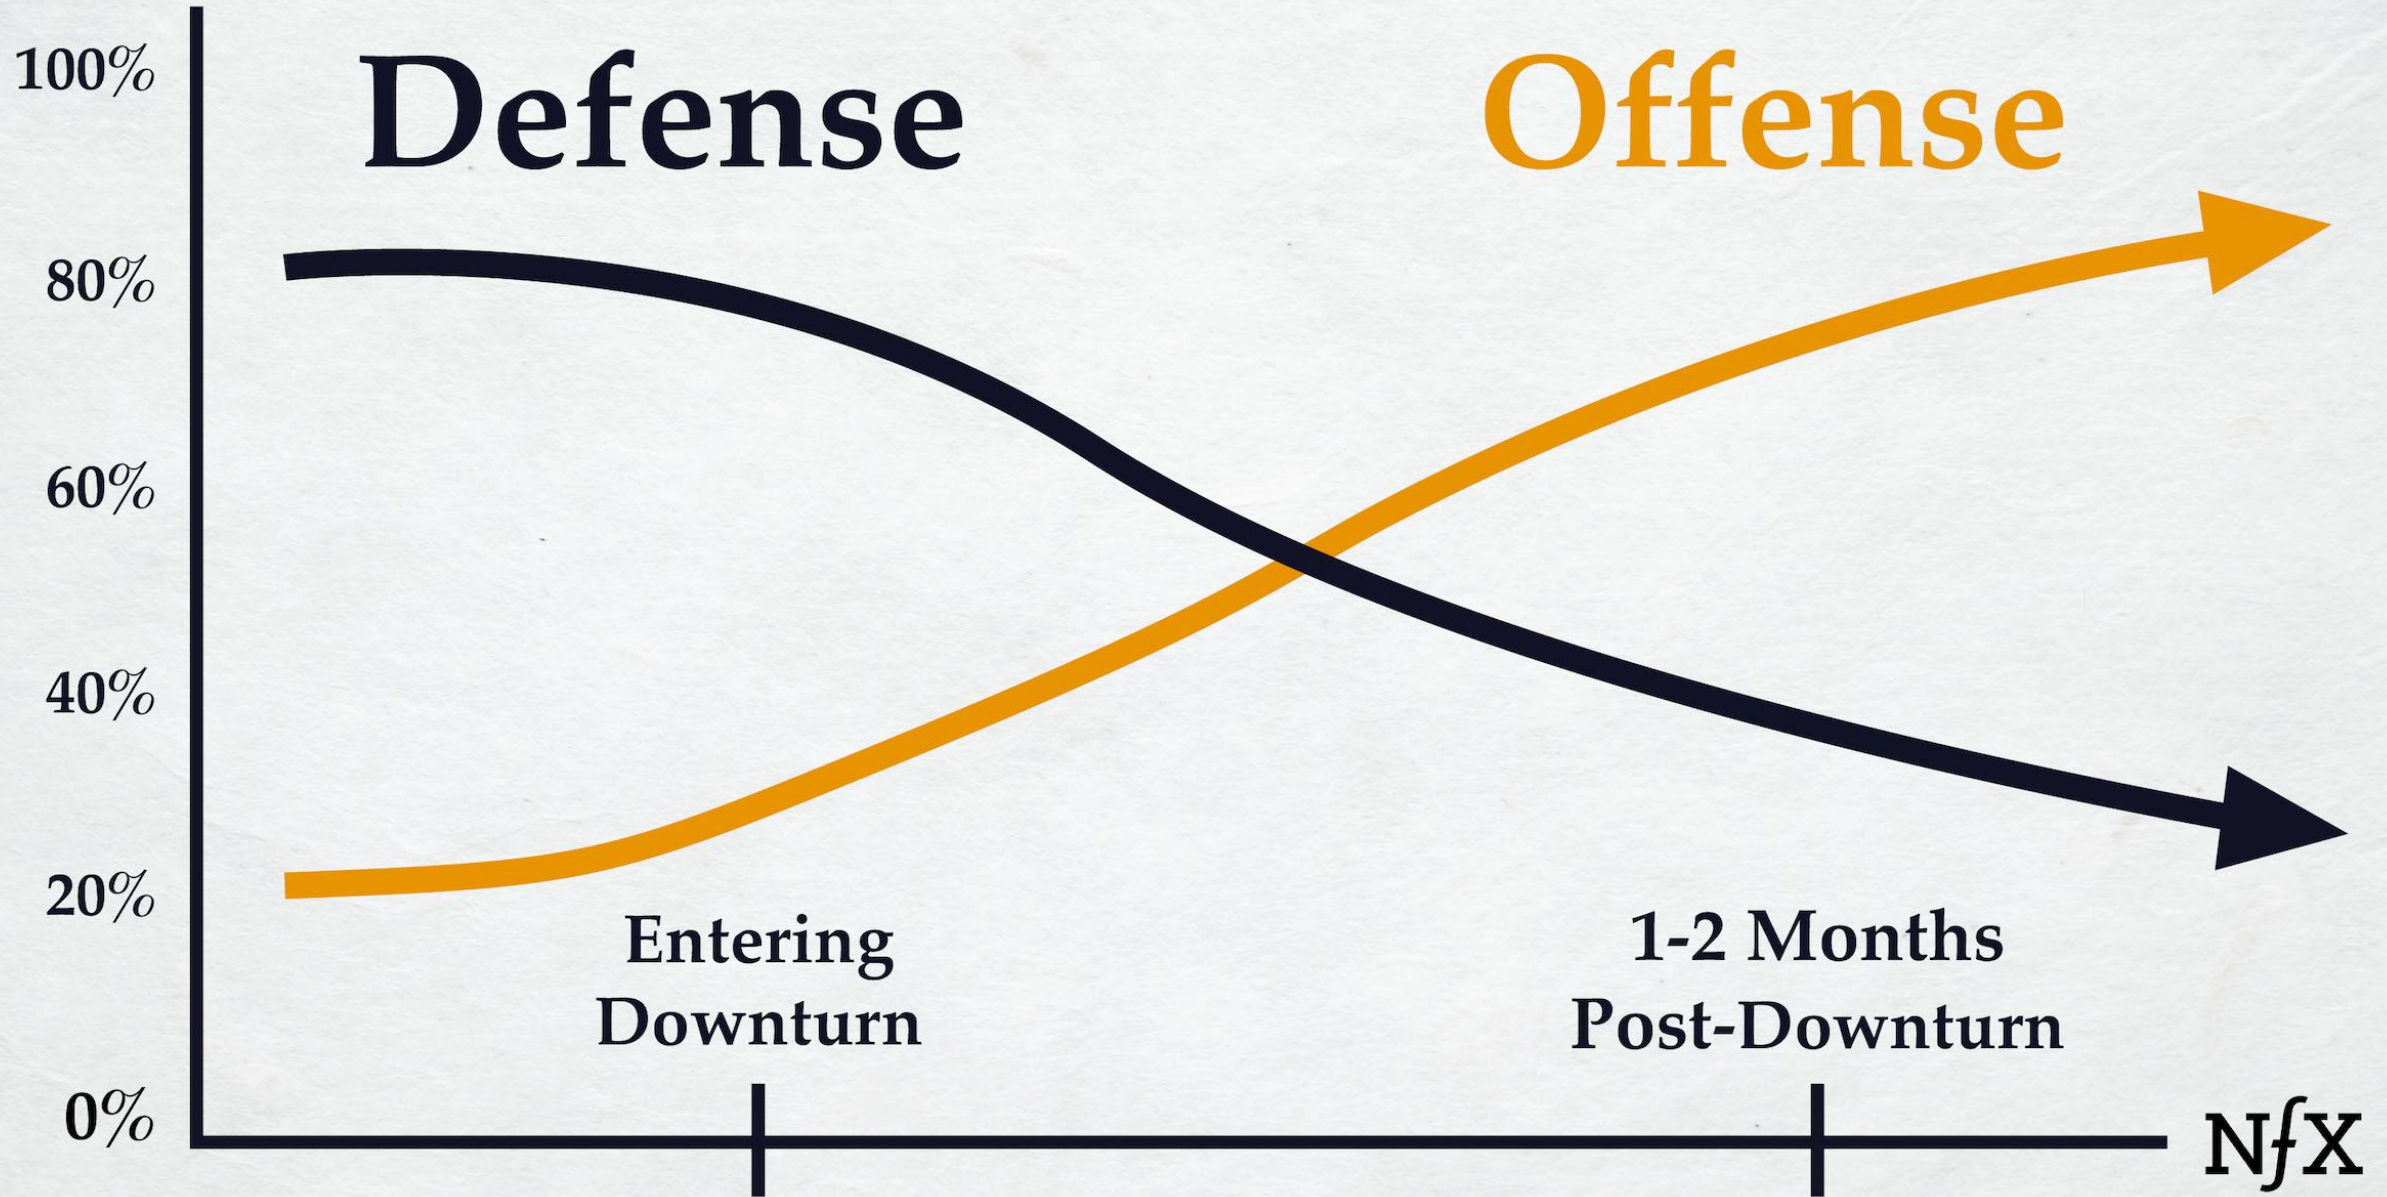 100%
Defense
Offense
80%
60%
40%
20%
Entering
Downturn
1-2 Months
Post-Downturn
0%
NfX